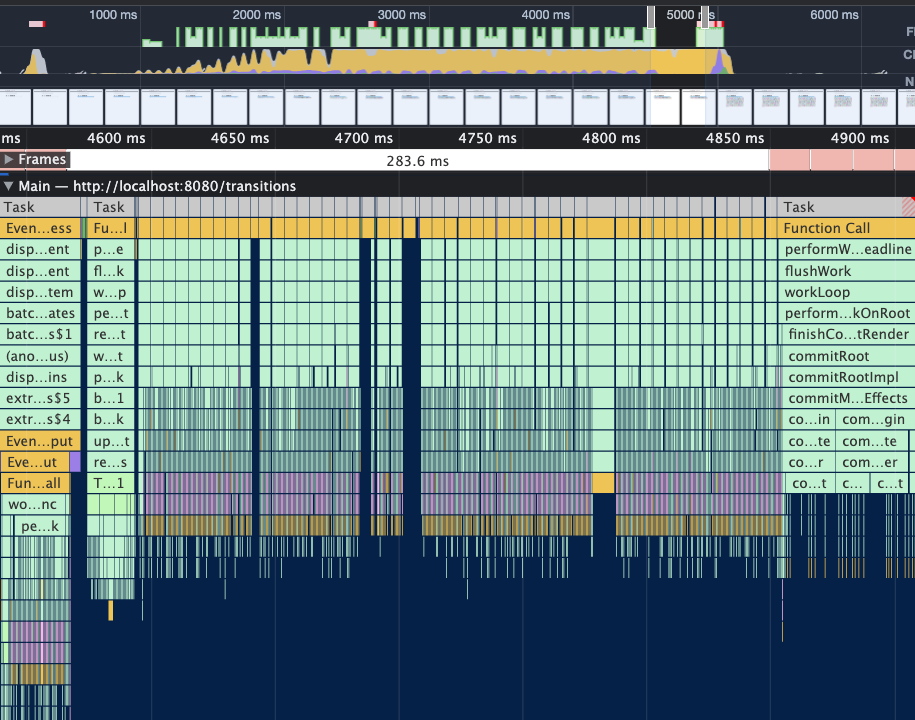 1000 ms 2000 ms 3000 ms 4000 ms 5000 ms 6000 ms
ms 4600 ms 4650 ms 4700 ms 4750 ms 4800 ms 4850 ms 4900 ms
▶ Frames 283.6 ms
▼ Main — http://localhost:8080/transitions
Task Task Task
Even...ess Fu...l Function Call
disp...ent p...e performW...eadline
disp...ent fl...k flushWork
disp...tem w...p workLoop
batc...ates pe...t perform...kOnRoot
batc...s$1 re...t finishCo...tRender
(ano...us) w...t commitRoot
disp...ins p...k commitRootImpl
extr...s$5 b...1 commitM...Effects
extr...s$4 b...k co...in com...gin
Even...put up...t co...te com...te
Eve...ut re...s co...r com...er
Fun...all T...1 co...t c... c...t
wo...nc
pe...k